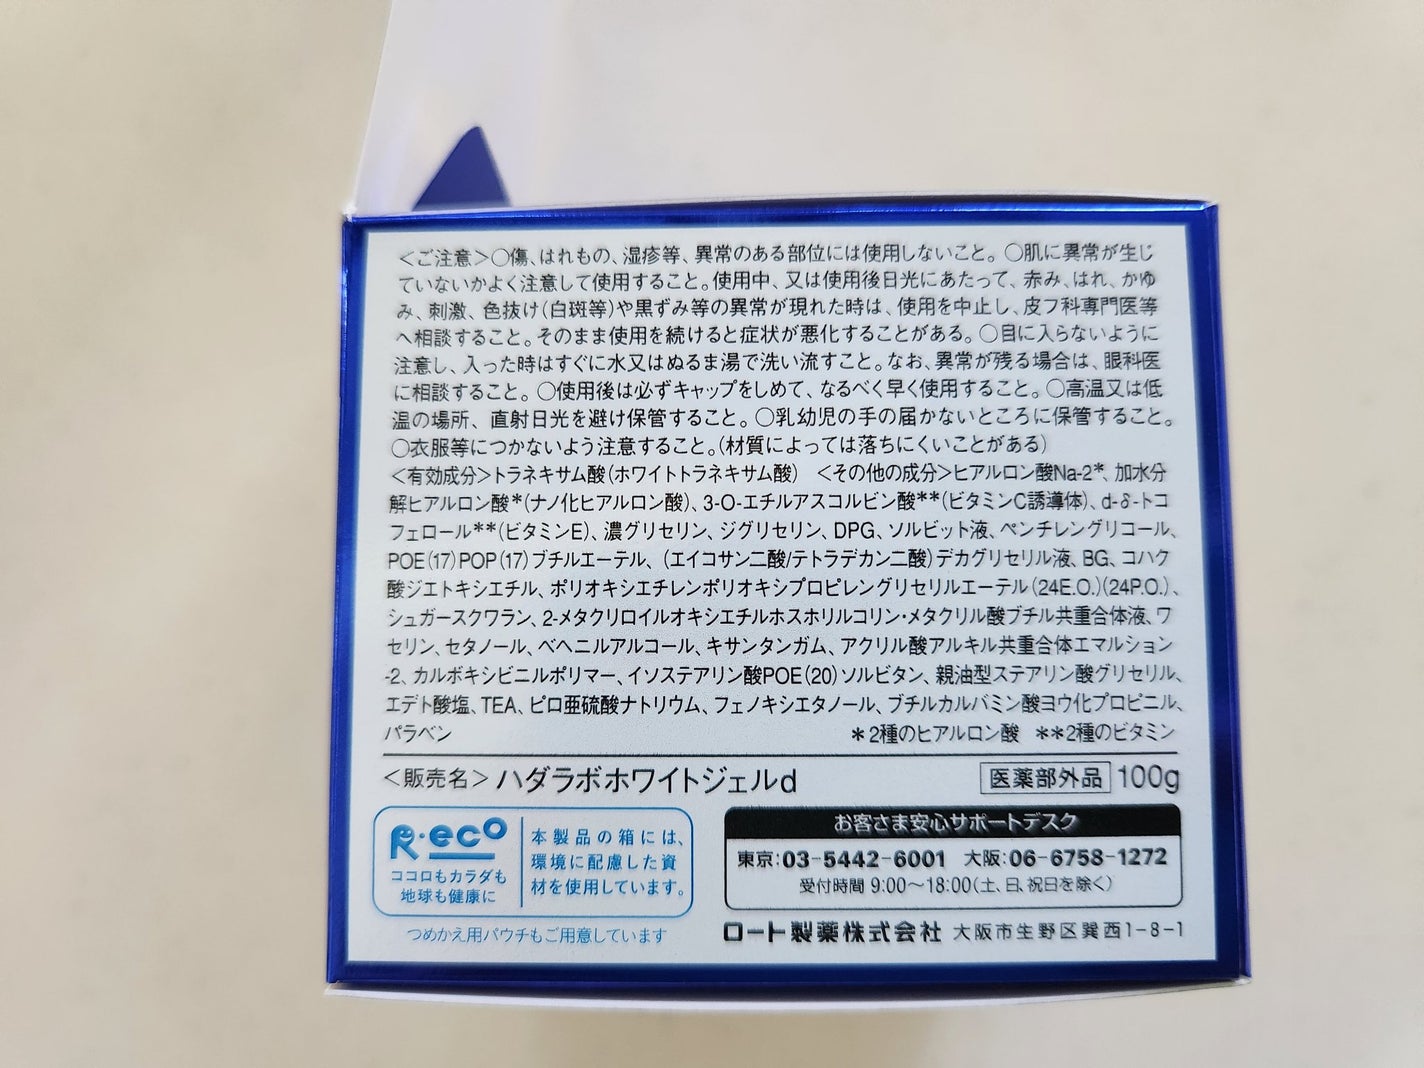 ＜ご注意＞○傷、はれもの、湿疹等、異常のある部位には使用しないこと。○肌に異常が生じ
ていないかよく注意して使用すること。使用中、又は使用後日光にあたって、赤み、はれ、かゆ
み、刺激、色抜け(白斑等)や黒ずみ等の異常が現れた時は、使用を中止し、皮フ科専門医等
へ相談すること。そのまま使用を続けると症状が悪化することがある。○目に入らないように
注意し、入った時はすぐに水又はぬるま湯で洗い流すこと。なお、異常が残る場合は、眼科医
に相談すること。○使用後は必ずキャップをしめて、なるべく早く使用すること。○高温又は低
温の場所、直射日光を避け保管すること。○乳幼児の手の届かないところに保管すること。
○衣服等につかないよう注意すること。(材質によっては落ちにくいことがある)
＜有効成分＞トラネキサム酸(ホワイトトラネキサム酸) ＜その他の成分＞ヒアルロン酸Na-2*、加水分
解ヒアルロン酸*(ナノ化ヒアルロン酸)、3-O-エチルアスコルビン酸**(ビタミンC誘導体)、d-δ-トコ
フェロール**(ビタミンE)、濃グリセリン、ジグリセリン、DPG、ソルビット液、ペンチレングリコール、
POE(17)POP(17)ブチルエーテル、(エイコサン二酸/テトラデカン二酸)デカグリセリル液、BG、コハク
酸ジエトキシエチル、ポリオキシエチレンポリオキシプロピレングリセリルエーテル(24E.O.)(24P.O.)、
シュガースクワラン、2-メタクリロイルオキシエチルホスホリルコリン・メタクリル酸ブチル共重合体液、ワ
セリン、セタノール、ベヘニルアルコール、キサンタンガム、アクリル酸アルキル共重合体エマルション
-2、カルボキシビニルポリマー、イソステアリン酸POE(20)ソルビタン、親油型ステアリン酸グリセリル、
エデト酸塩、TEA、ピロ亜硫酸ナトリウム、フェノキシエタノール、ブチルカルバミン酸ヨウ化プロピニル、
パラベン *2種のヒアルロン酸 **2種のビタミン
＜販売名＞ハダラボホワイトジェルd 医薬部外品 100g
R・eco
ココロもカラダも
地球も健康に
本製品の箱には、
環境に配慮した資
材を使用しています。
つめかえ用パウチもご用意しています
お客さま安心サポートデスク
東京:03-5442-6001 大阪:06-6758-1272
受付時間 9:00～18:00(土、日、祝日を除く)
ロート製薬株式会社 大阪市生野区巽西1-8-1